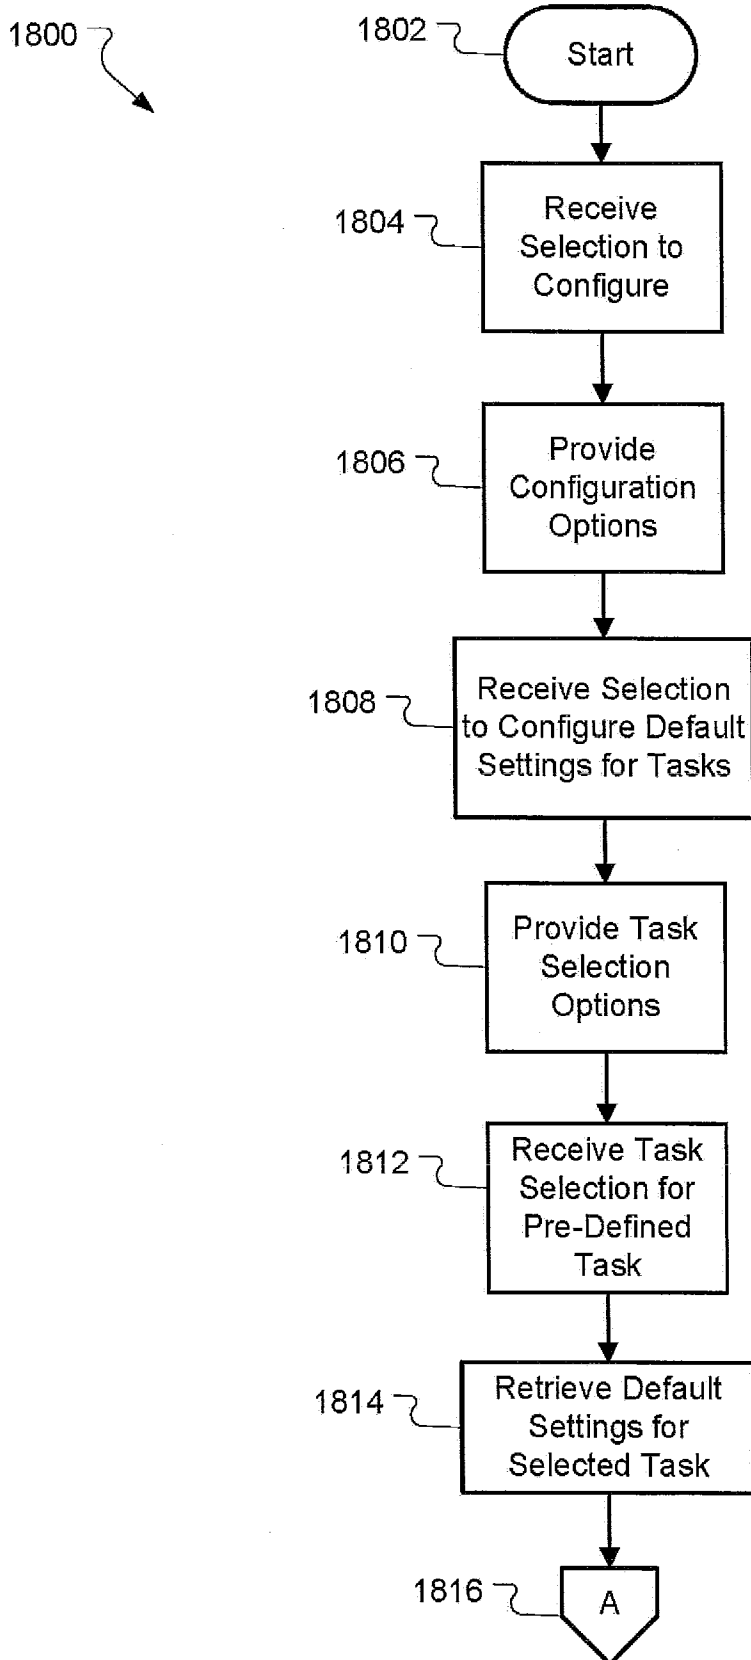 1800
1802
Start
1804
Receive
Selection to
Configure
1806
Provide
Configuration
Options
1808
Receive Selection
to Configure Default
Settings for Tasks
1810
Provide Task
Selection
Options
1812
Receive Task
Selection for
Pre-Defined
Task
1814
Retrieve Default
Settings for
Selected Task
1816
A